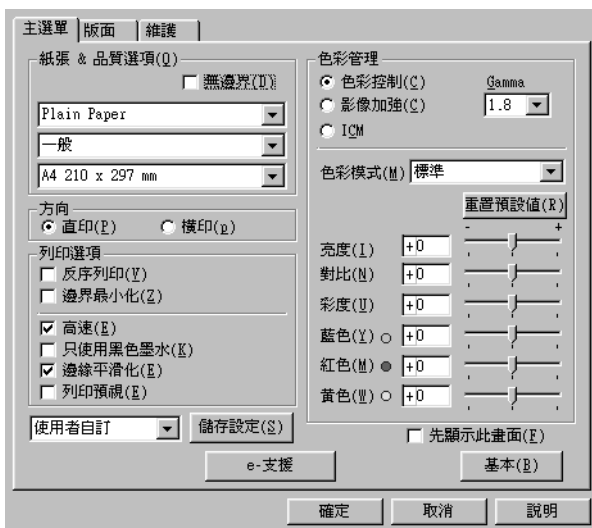 主選單 版面 維護
紙張 & 品質選項(Q)
無邊界(D)
Plain Paper
一般
A4 210 x 297 mm
方向
直印(P) 橫印(p)
列印選項
反序列印(V)
邊界最小化(Z)
高速(E)
只使用黑色墨水(K)
邊緣平滑化(E)
列印預視(E)
使用者自訂 儲存設定(S)
色彩管理
色彩控制(C)
影像加強(C)
ICM
Gamma
1.8
色彩模式(M) 標準
重置預設值(R)
- +
亮度(I) +0
對比(N) +0
彩度(U) +0
藍色(Y) +0
紅色(M) +0
黃色(W) +0
先顯示此畫面(F)
e-支援 基本(B)
確定 取消 說明